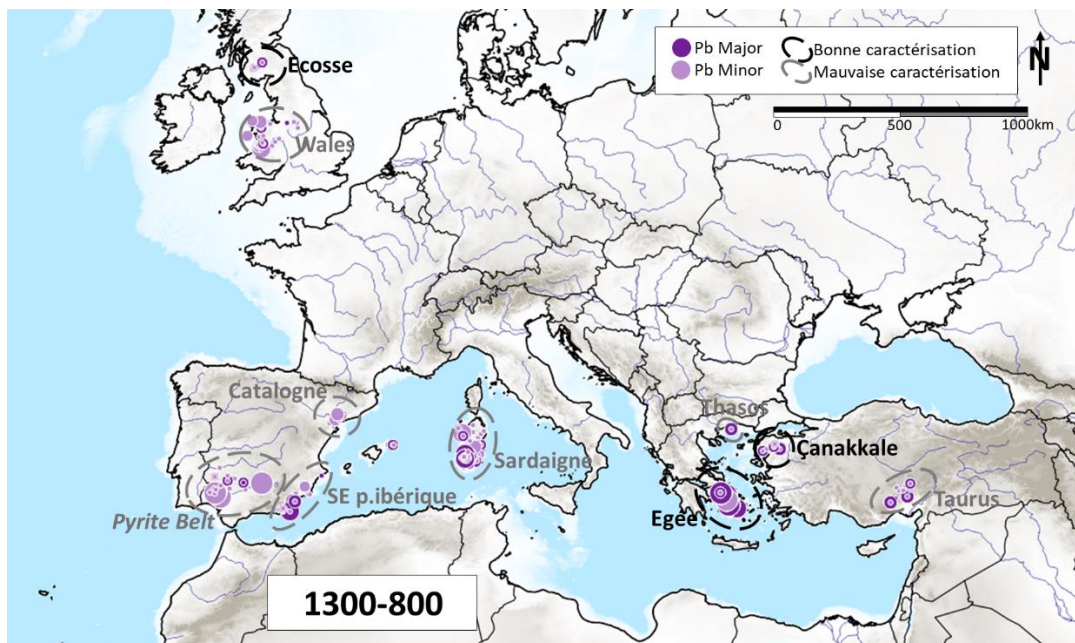 Pb Major
Pb Minor
Bonne caractérisation
Mauvaise caractérisation
N
0 500 1000km
Ecosse
Wales
Catalogne
Thasos
Çanakkale
Sardaigne
SE p.ibérique
Taurus
Egée
Pyrite Belt
1300-800